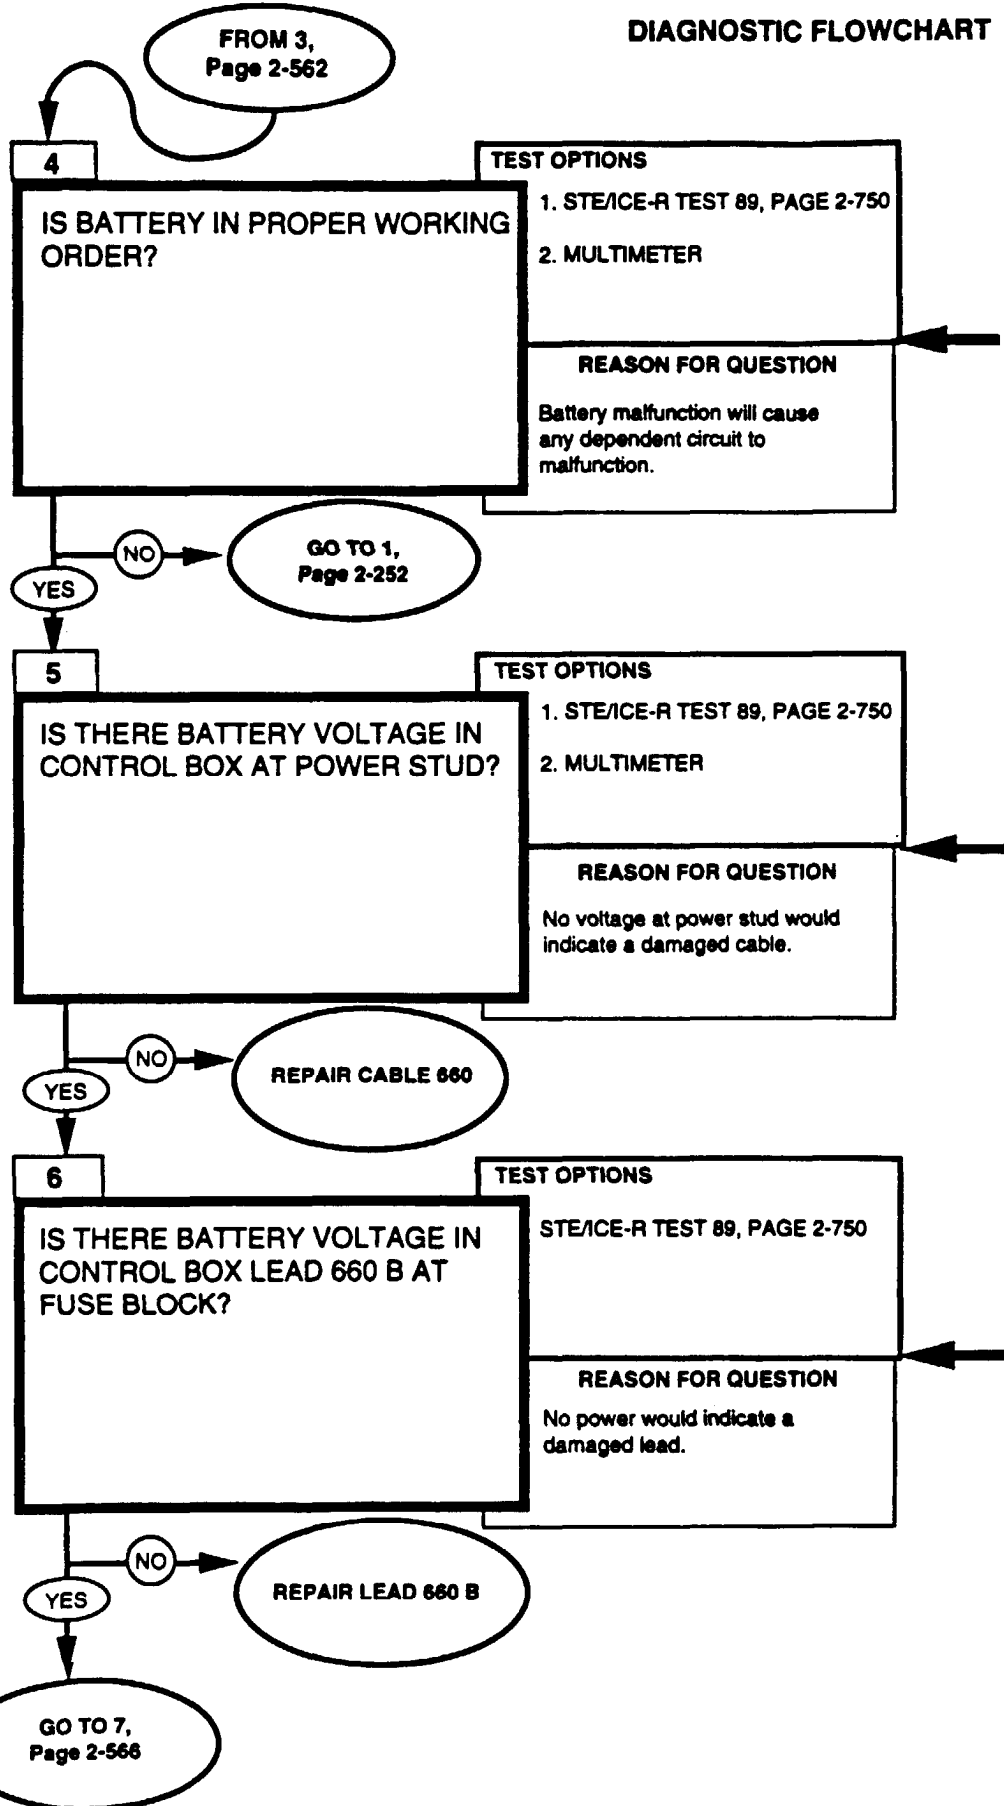 DIAGNOSTIC FLOWCHART
FROM 3,
Page 2-562
4
IS BATTERY IN PROPER WORKING
ORDER?
TEST OPTIONS
1. STE/ICE-R TEST 89, PAGE 2-750
2. MULTIMETER
REASON FOR QUESTION
Battery malfunction will cause
any dependent circuit to
malfunction.
NO
GO TO 1,
Page 2-252
YES
5
IS THERE BATTERY VOLTAGE IN
CONTROL BOX AT POWER STUD?
TEST OPTIONS
1. STE/ICE-R TEST 89, PAGE 2-750
2. MULTIMETER
REASON FOR QUESTION
No voltage at power stud would
indicate a damaged cable.
NO
REPAIR CABLE 660
YES
6
IS THERE BATTERY VOLTAGE IN
CONTROL BOX LEAD 660 B AT
FUSE BLOCK?
TEST OPTIONS
STE/ICE-R TEST 89, PAGE 2-750
REASON FOR QUESTION
No power would indicate a
damaged lead.
NO
REPAIR LEAD 660 B
YES
GO TO 7,
Page 2-566